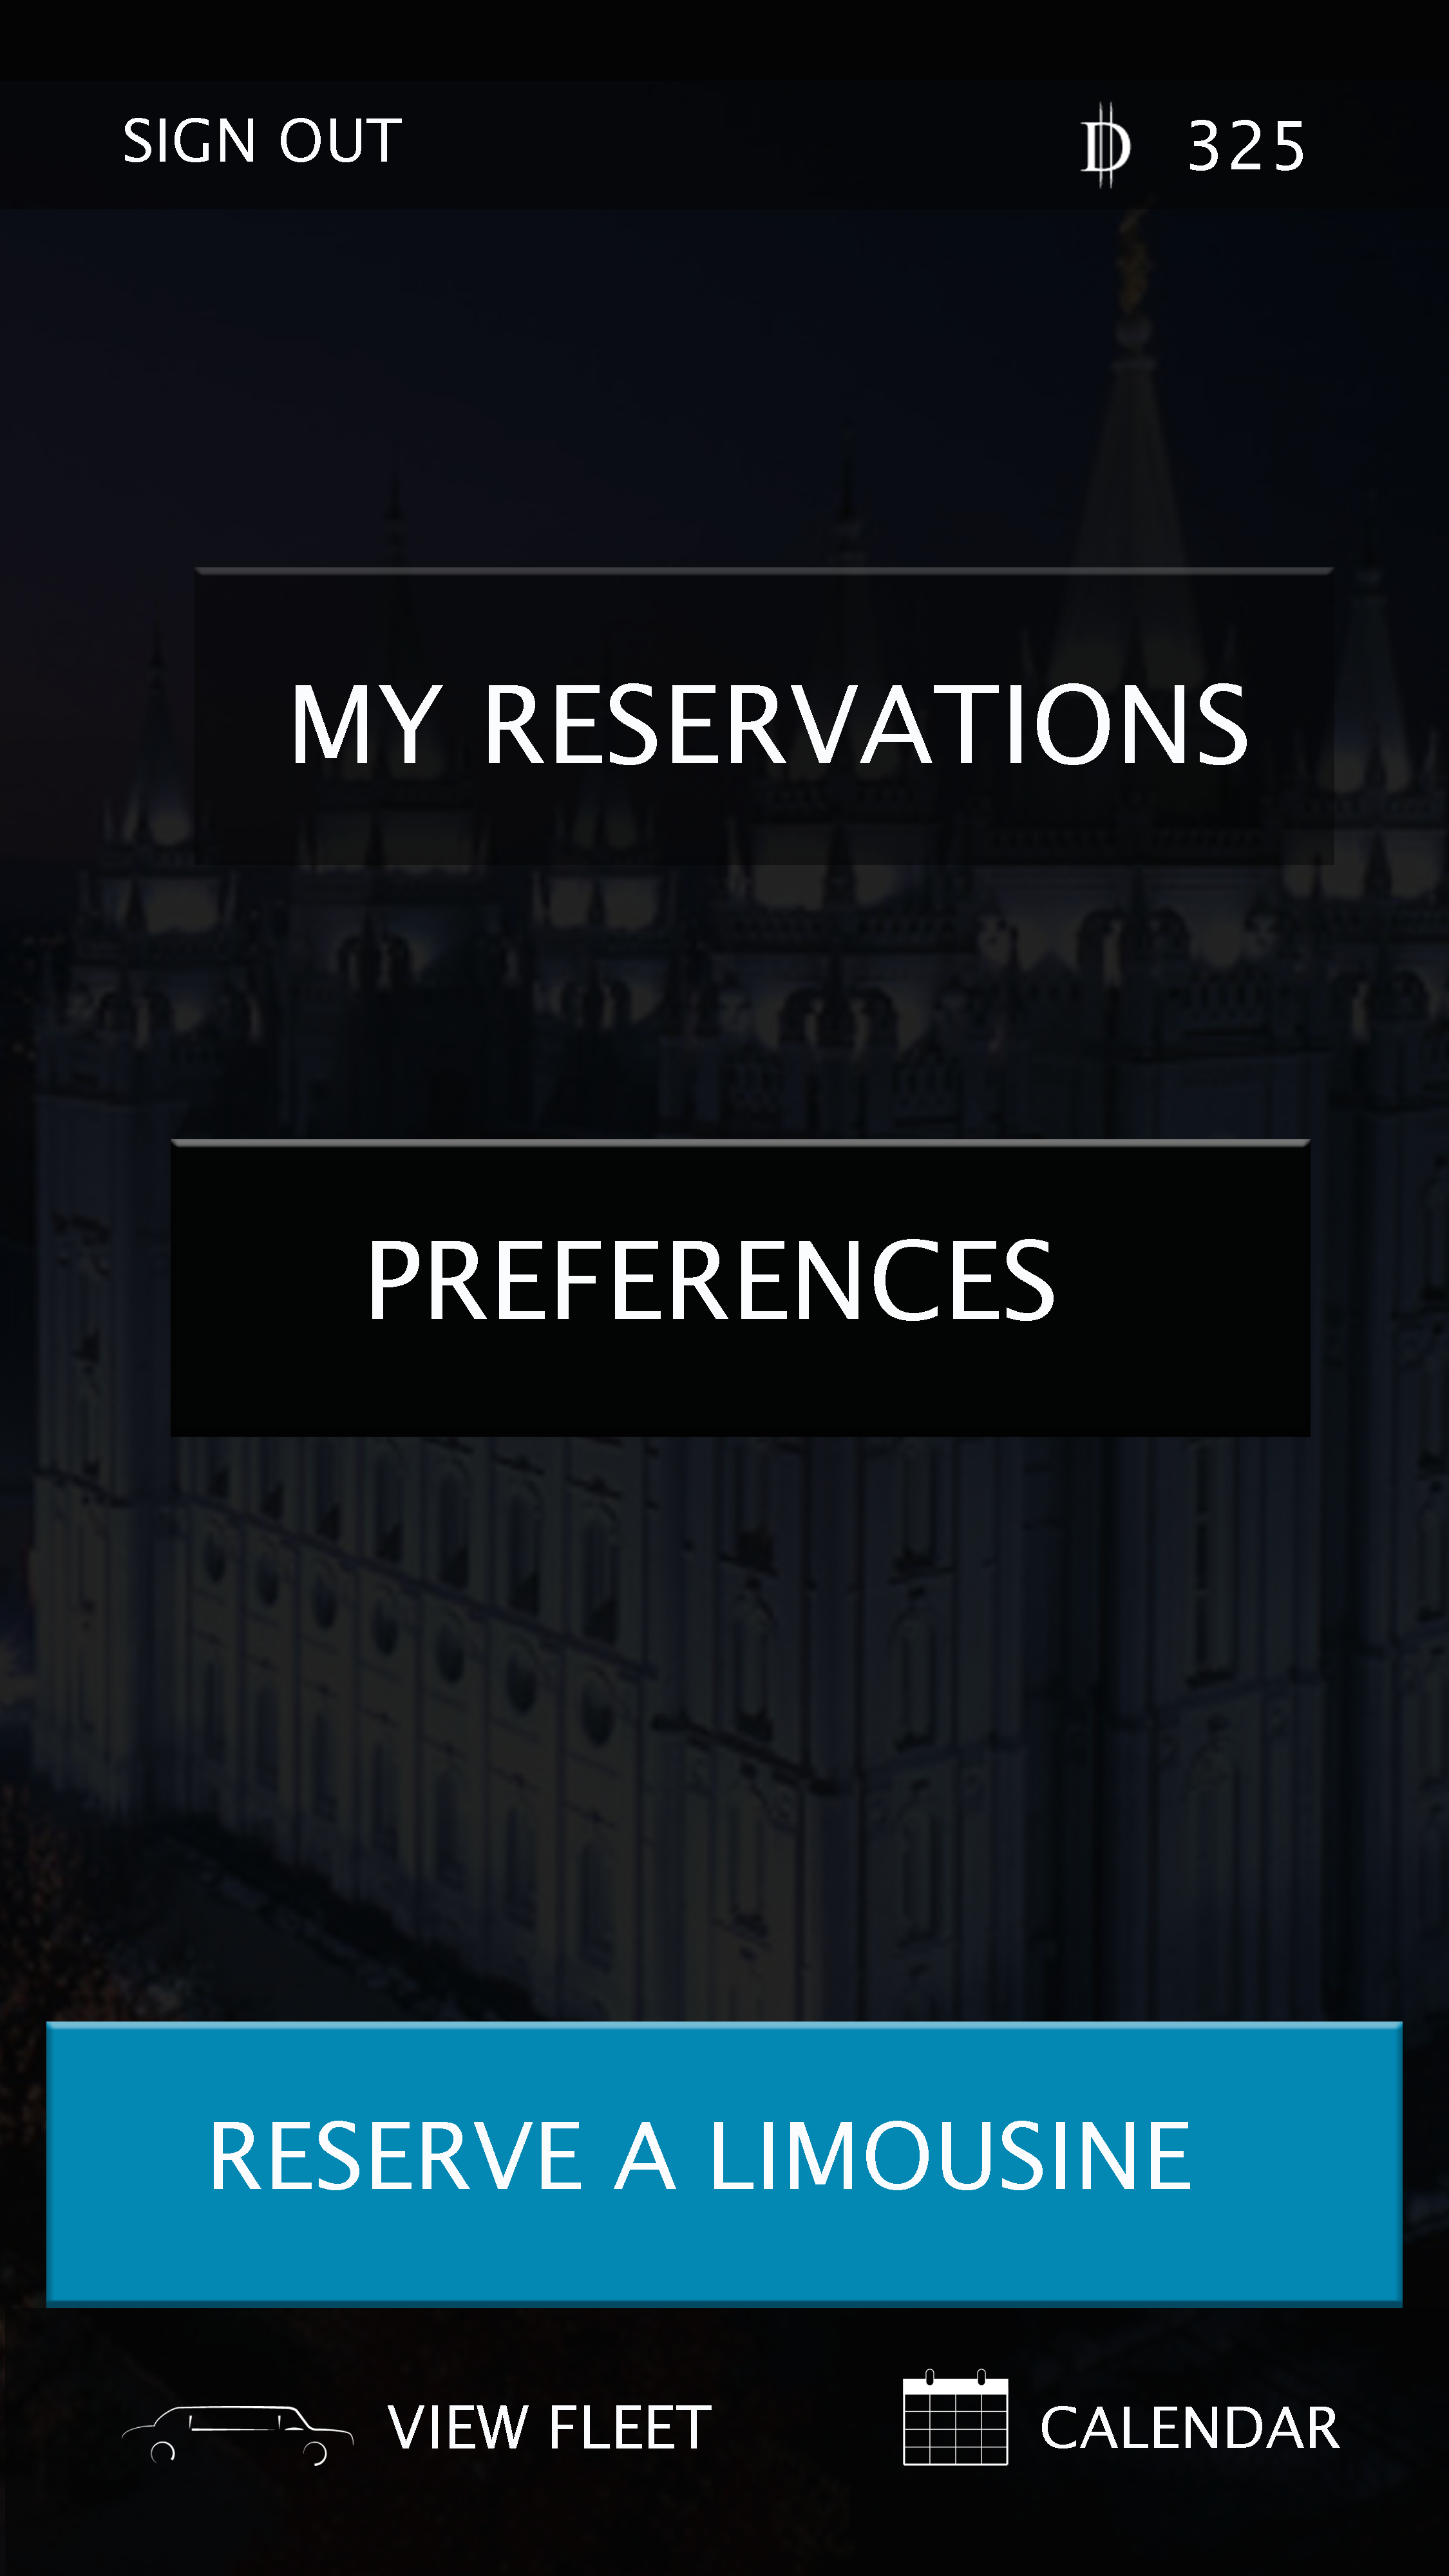 SIGN OUT
325
MY RESERVATIONS
PREFERENCES
RESERVE A LIMOUSINE
VIEW FLEET
CALENDAR